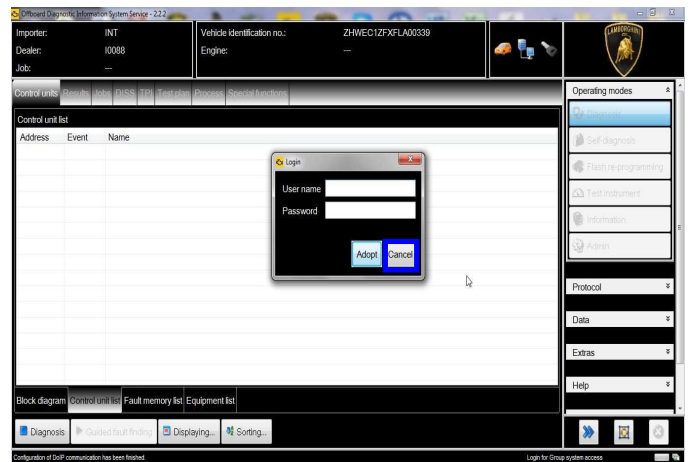 Offboard Diagnostic Information System Service - 2.2.2
Importer: INT
Dealer: I0088
Job: ---
Vehicle identification no.: ZHWEC1ZFXFLA00339
Engine: ---
LAMBORGHINI
Control units Results Jobs DISS TPI Test plan Process Special functions
Control unit list
Address Event Name
Login
User name
Password
Adopt Cancel
Operating modes
Diagnosis
Self-diagnosis
Flash re-programming
Test instrument
Information
Admin
Protocol
Data
Extras
Help
Block diagram Control unit list Fault memory list Equipment list
Diagnosis Guided fault finding Displaying... Sorting...
Configuration of DoIP communication has been finished. Login for Group system access